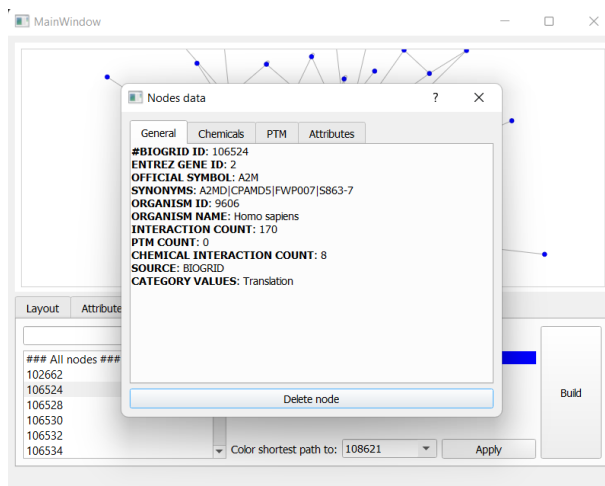 MainWindow
Nodes data
?
General Chemicals PTM Attributes
#BIOGRID ID: 106524
ENTREZ GENE ID: 2
OFFICIAL SYMBOL: A2M
SYNONYMS: A2MD|CPAMD5|FWP007|S863-7
ORGANISM ID: 9606
ORGANISM NAME: Homo sapiens
INTERACTION COUNT: 170
PTM COUNT: 0
CHEMICAL INTERACTION COUNT: 8
SOURCE: BIOGRID
CATEGORY VALUES: Translation
Delete node
Layout Attribute
### All nodes ###
102662
106524
106528
106530
106532
106534
Color shortest path to: 108621
Apply
Build